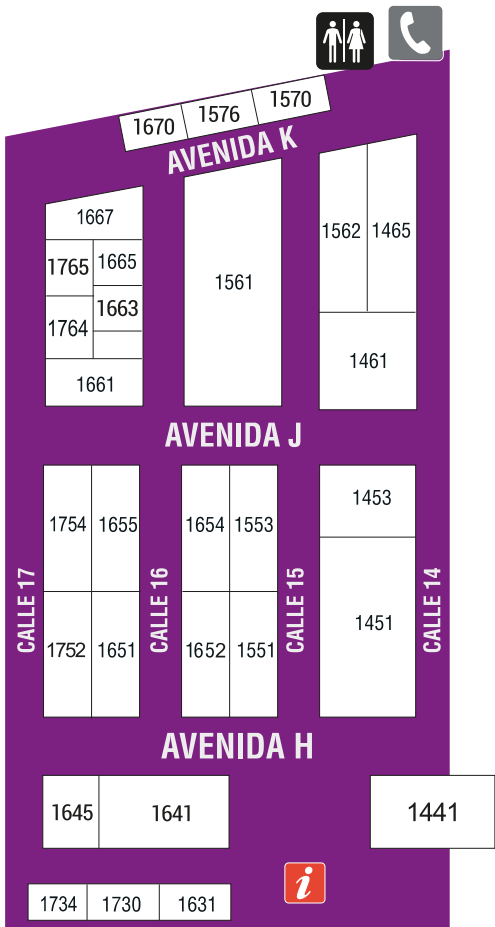 1670 1576 1570
AVENIDA K
1667
1765 1665
1764 1663
1661
1561
1562 1465
1461
AVENIDA J
1754 1655
1752 1651
1654 1553
1652 1551
1453
1451
CALLE 17
CALLE 16
CALLE 15
CALLE 14
AVENIDA H
1645 1641
1441
1734 1730 1631
i